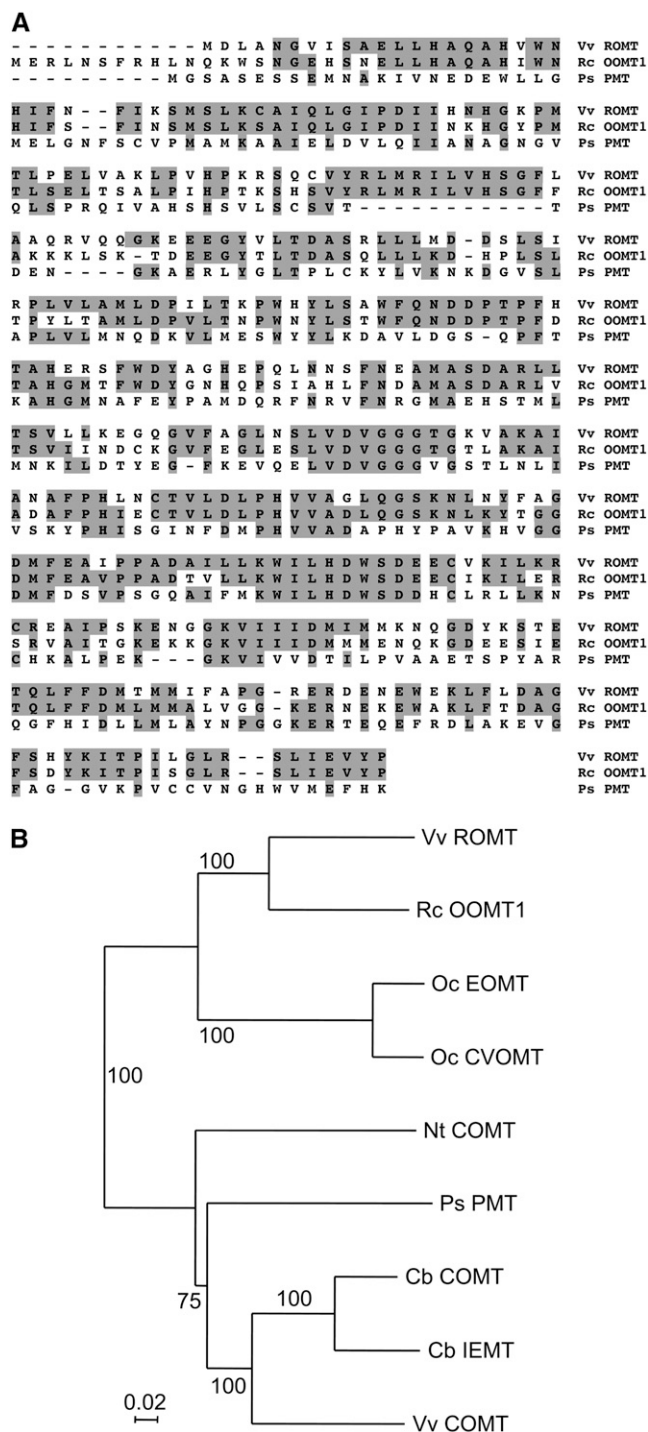 A
- - - - - - - - - - - - - - - - M D L A N G V I S A E L L H A Q A H V W N Vv ROMT
M E R L N S F R H L N Q K W S N G E H S N E L L H A Q A H I W N Rc OOMT1
- - - - - - - - - - - - - M G S A S E S S E M N A K I V N E D E W L L G Ps PMT
H I F N - - F I K S M S L K C A I Q L G I P D I I H N H G K P M Vv ROMT
H I F S - - F I N S M S L K S A I Q L G I P D I I N K H G Y P M Rc OOMT1
M E L G N F S C V P M A M K A A I E L D V L Q I I A N A G N G V Ps PMT
T L P E L V A K L P V H P K R S Q C V Y R L M R I L V H S G F L Vv ROMT
T L S E L T S A L P I H P T K S H S V Y R L M R I L V H S G F F Rc OOMT1
Q L S P R Q I V A H S H S V L S C S V T - - - - - - - - - - - T Ps PMT
A A Q R V Q Q G K E E E G Y V L T D A S R L L L M D - D S L S I Vv ROMT
A K K K L S K - T D E E G Y T L T D A S Q L L L K D - H P L S L Rc OOMT1
D E N - - - - G K A E R L Y G L T P L C K Y L V K N K D G V S L Ps PMT
R P L V L A M L D P I L T K P W H Y L S A W F Q N D D P T P F H Vv ROMT
T P Y L T A M L D P V L T N P W N Y L S T W F Q N D D P T P F D Rc OOMT1
A P L V L M N Q D K V L M E S W Y Y L K D A V L D G S - Q P F T Ps PMT
T A H E R S F W D Y A G H E P Q L N N S F N E A M A S D A R L L Vv ROMT
T A H G M T F W D Y G N H Q P S I A H L F N D A M A S D A R L V Rc OOMT1
K A H G M N A F E Y P A M D Q R F N R V F N R G M A E H S T M L Ps PMT
T S V L L K E G Q G V F A G L N S L V D V G G G T G K V A K A I Vv ROMT
T S V I I N D C K G V F E G L E S L V D V G G G T G T L A K A I Rc OOMT1
M N K I L D T Y E G - F K E V Q E L V D V G G G V G S T L N L I Ps PMT
A N A F P H L N C T V L D L P H V V A G L Q G S K N L N Y F A G Vv ROMT
A D A F P H I E C T V L D L P H V V A D L Q G S K N L K Y T G G Rc OOMT1
V S K Y P H I S G I N F D M P H V V A D A P H Y P A V K H V G G Ps PMT
D M F E A I P P A D A I L L K W I L H D W S D E E C V K I L K R Vv ROMT
D M F E A V P P A D T V L L K W I L H D W S D E E C I K I L E R Rc OOMT1
D M F D S V P S G Q A I F M K W I L H D W S D D H C L R L L K N Ps PMT
C R E A I P S K E N G G K V I I I D M I M M K N Q G D Y K S T E Vv ROMT
S R V A I T G K E K K G K V I I I D M M M E N Q K G D E E S I E Rc OOMT1
C H K A L P E K - - - G K V I V V D T I L P V A A E T S P Y A R Ps PMT
T Q L F F D M T M M I F A P G - R E R D E N E W E K L F L D A G Vv ROMT
T Q L F F D M L M M A L V G G - K E R N E K E W A K L F T D A G Rc OOMT1
Q G F H I D L L M L A Y N P G G K E R T E Q E F R D L A K E V G Ps PMT
F S H Y K I T P I L G L R - - S L I E V Y P Vv ROMT
F S D Y K I T P I S G L R - - S L I E V Y P Rc OOMT1
F A G - G V K P V C C V N G H W V M E F H K Ps PMT
B
Vv ROMT
100
Rc OOMT1
Oc EOMT
100
Oc CVOMT
100
Nt COMT
Ps PMT
Cb COMT
75
100
Cb IEMT
100
0.02
Vv COMT